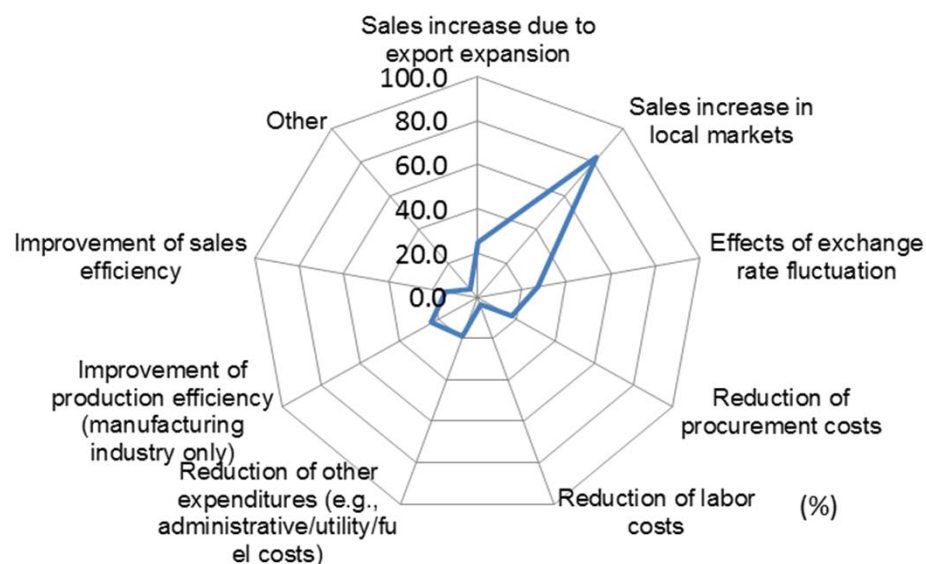 Sales increase due to
export expansion
100.0
80.0
60.0
40.0
20.0
0.0
Sales increase in
local markets
Effects of exchange
rate fluctuation
Reduction of
procurement costs
Reduction of labor
costs
(%)
Reduction of other
expenditures (e.g.,
administrative/utility/fu
el costs)
Improvement of
production efficiency
(manufacturing
industry only)
Improvement of sales
efficiency
Other